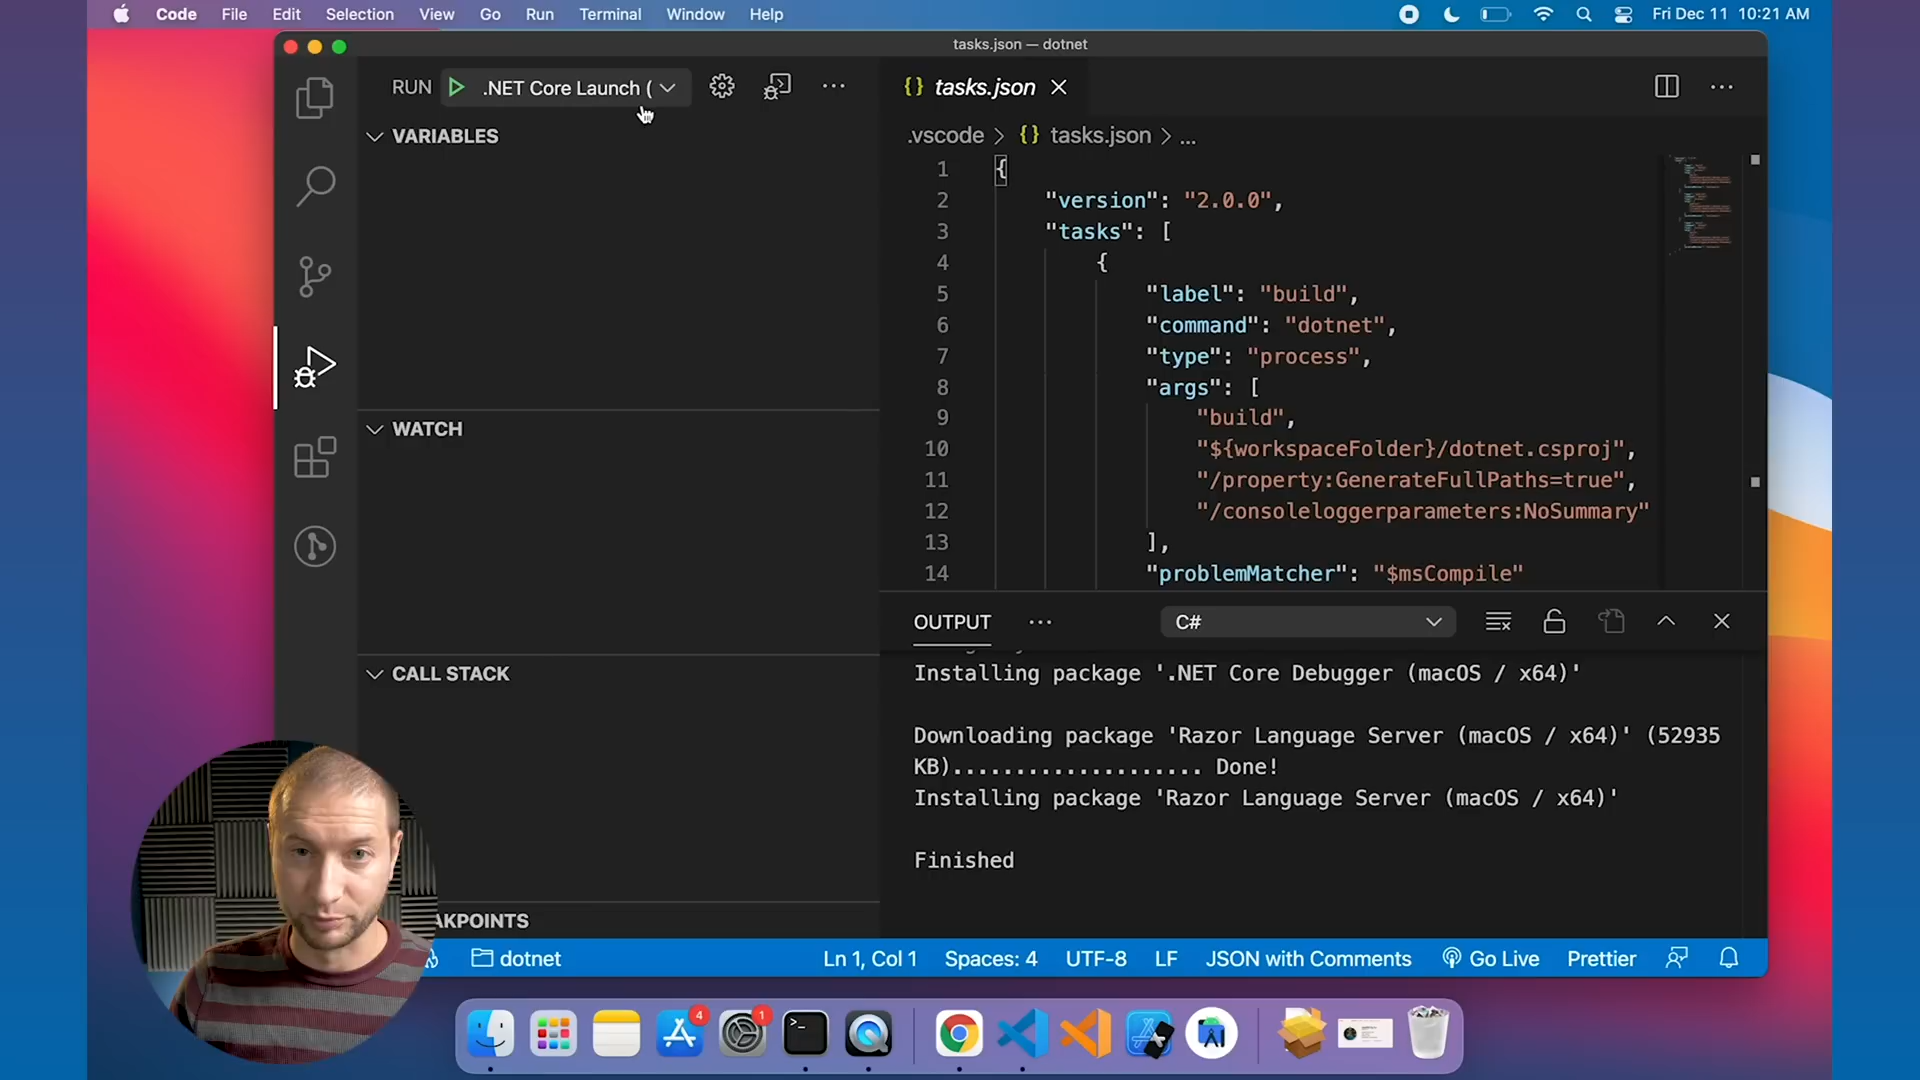 Code File Edit Selection View Go Run Terminal Window Help Fri Dec 11 10:21 AM
tasks.json — dotnet
RUN .NET Core Launch (
VARIABLES
WATCH
CALL STACK
AKPOINTS
{} tasks.json
.vscode > {} tasks.json > ...
1 {
2 "version": "2.0.0",
3 "tasks": [
4 {
5 "label": "build",
6 "command": "dotnet",
7 "type": "process",
8 "args": [
9 "build",
10 "${workspaceFolder}/dotnet.csproj",
11 "/property:GenerateFullPaths=true",
12 "/consoleloggerparameters:NoSummary"
13 ],
14 "problemMatcher": "$msCompile"
OUTPUT ... C#
Installing package '.NET Core Debugger (macOS / x64)'
Downloading package 'Razor Language Server (macOS / x64)' (52935
KB).................... Done!
Installing package 'Razor Language Server (macOS / x64)'
Finished
dotnet Ln 1, Col 1 Spaces: 4 UTF-8 LF JSON with Comments Go Live Prettier
4 1